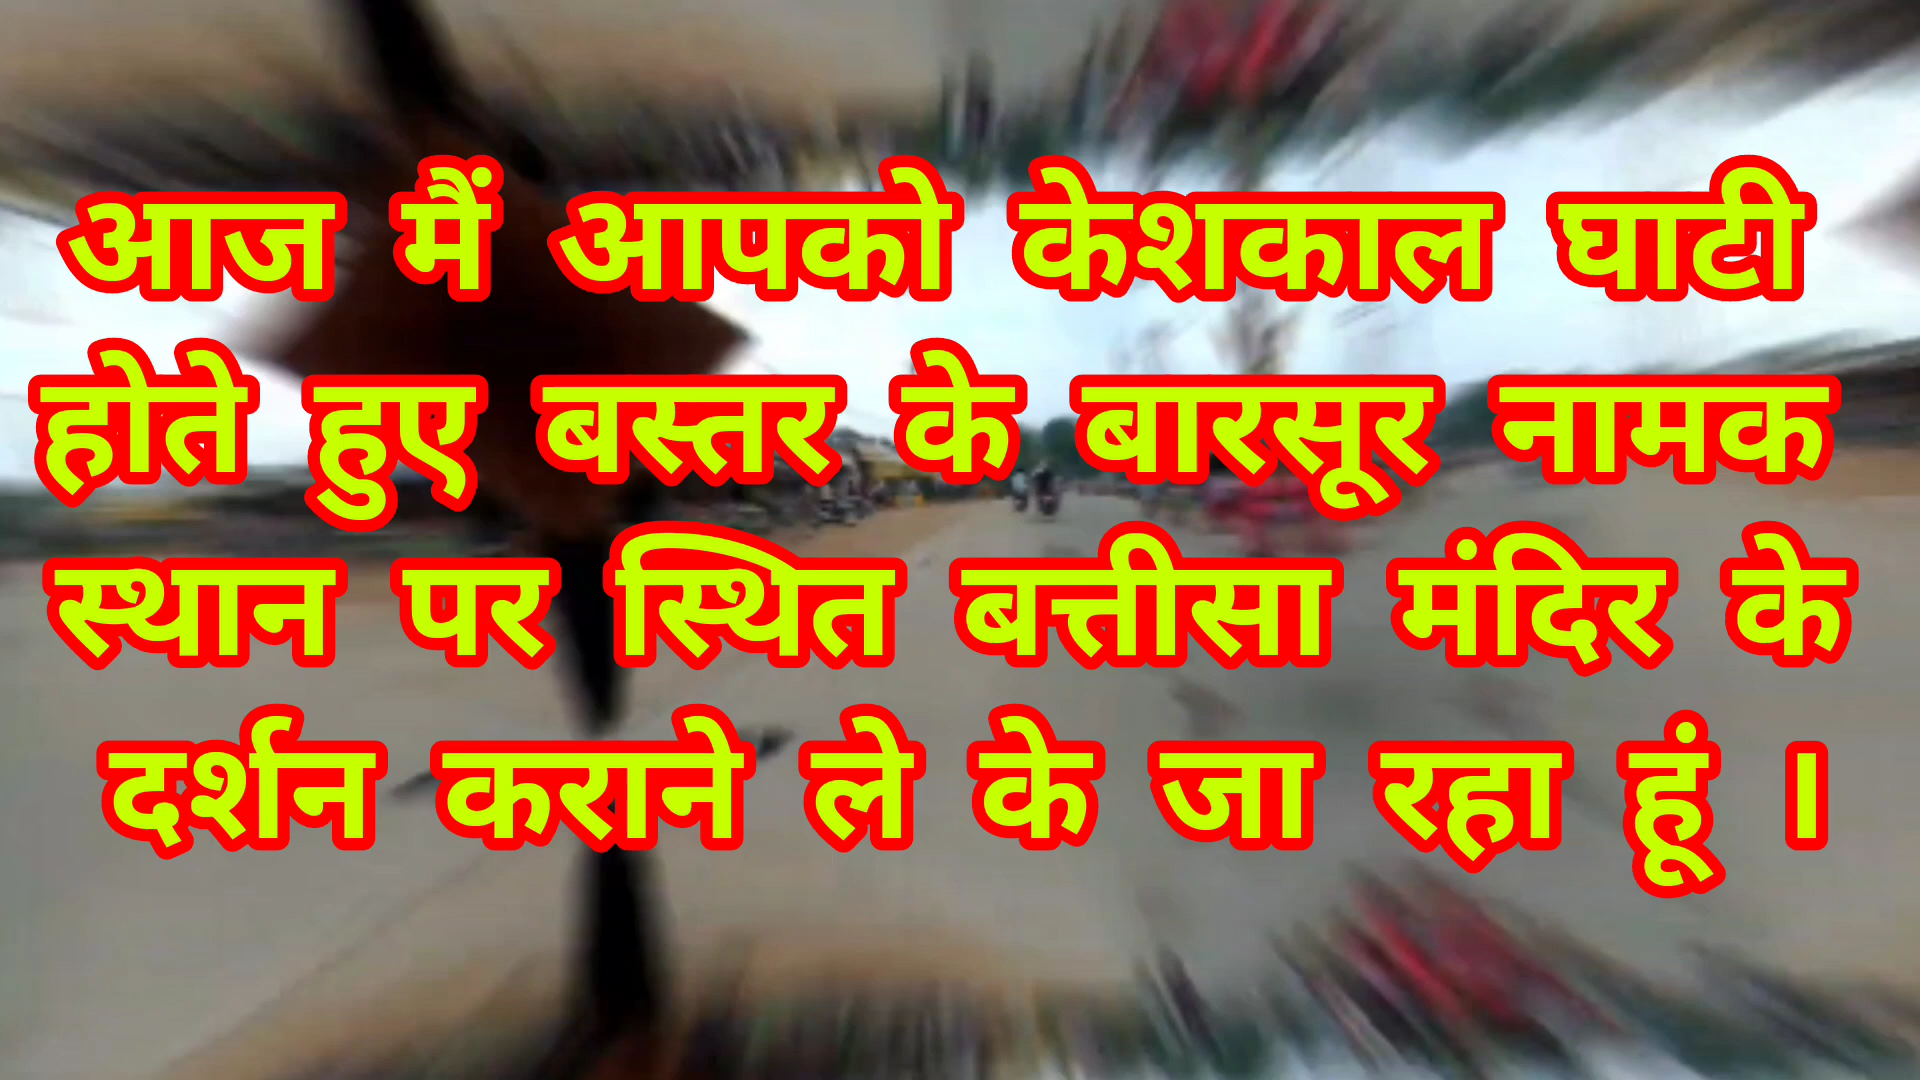 आज मैं आपको केशकाल घाटी
होते हुए बस्तर के बारसूर नामक
स्थान पर स्थित बत्तीसा मंदिर के
दर्शन कराने ले के जा रहा हूं ।